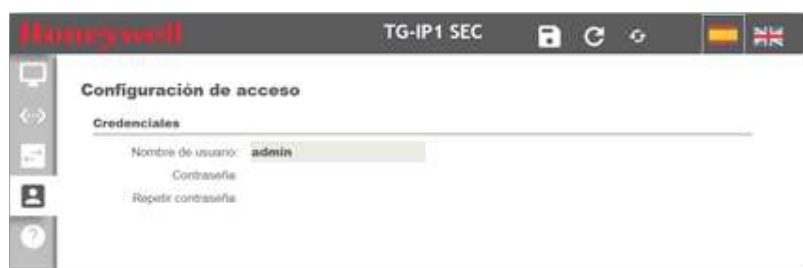 Honeywell
TG-IP1 SEC
Configuración de acceso
Credenciales
Nombre de usuario: admin
Contraseña
Repetir contraseña
?